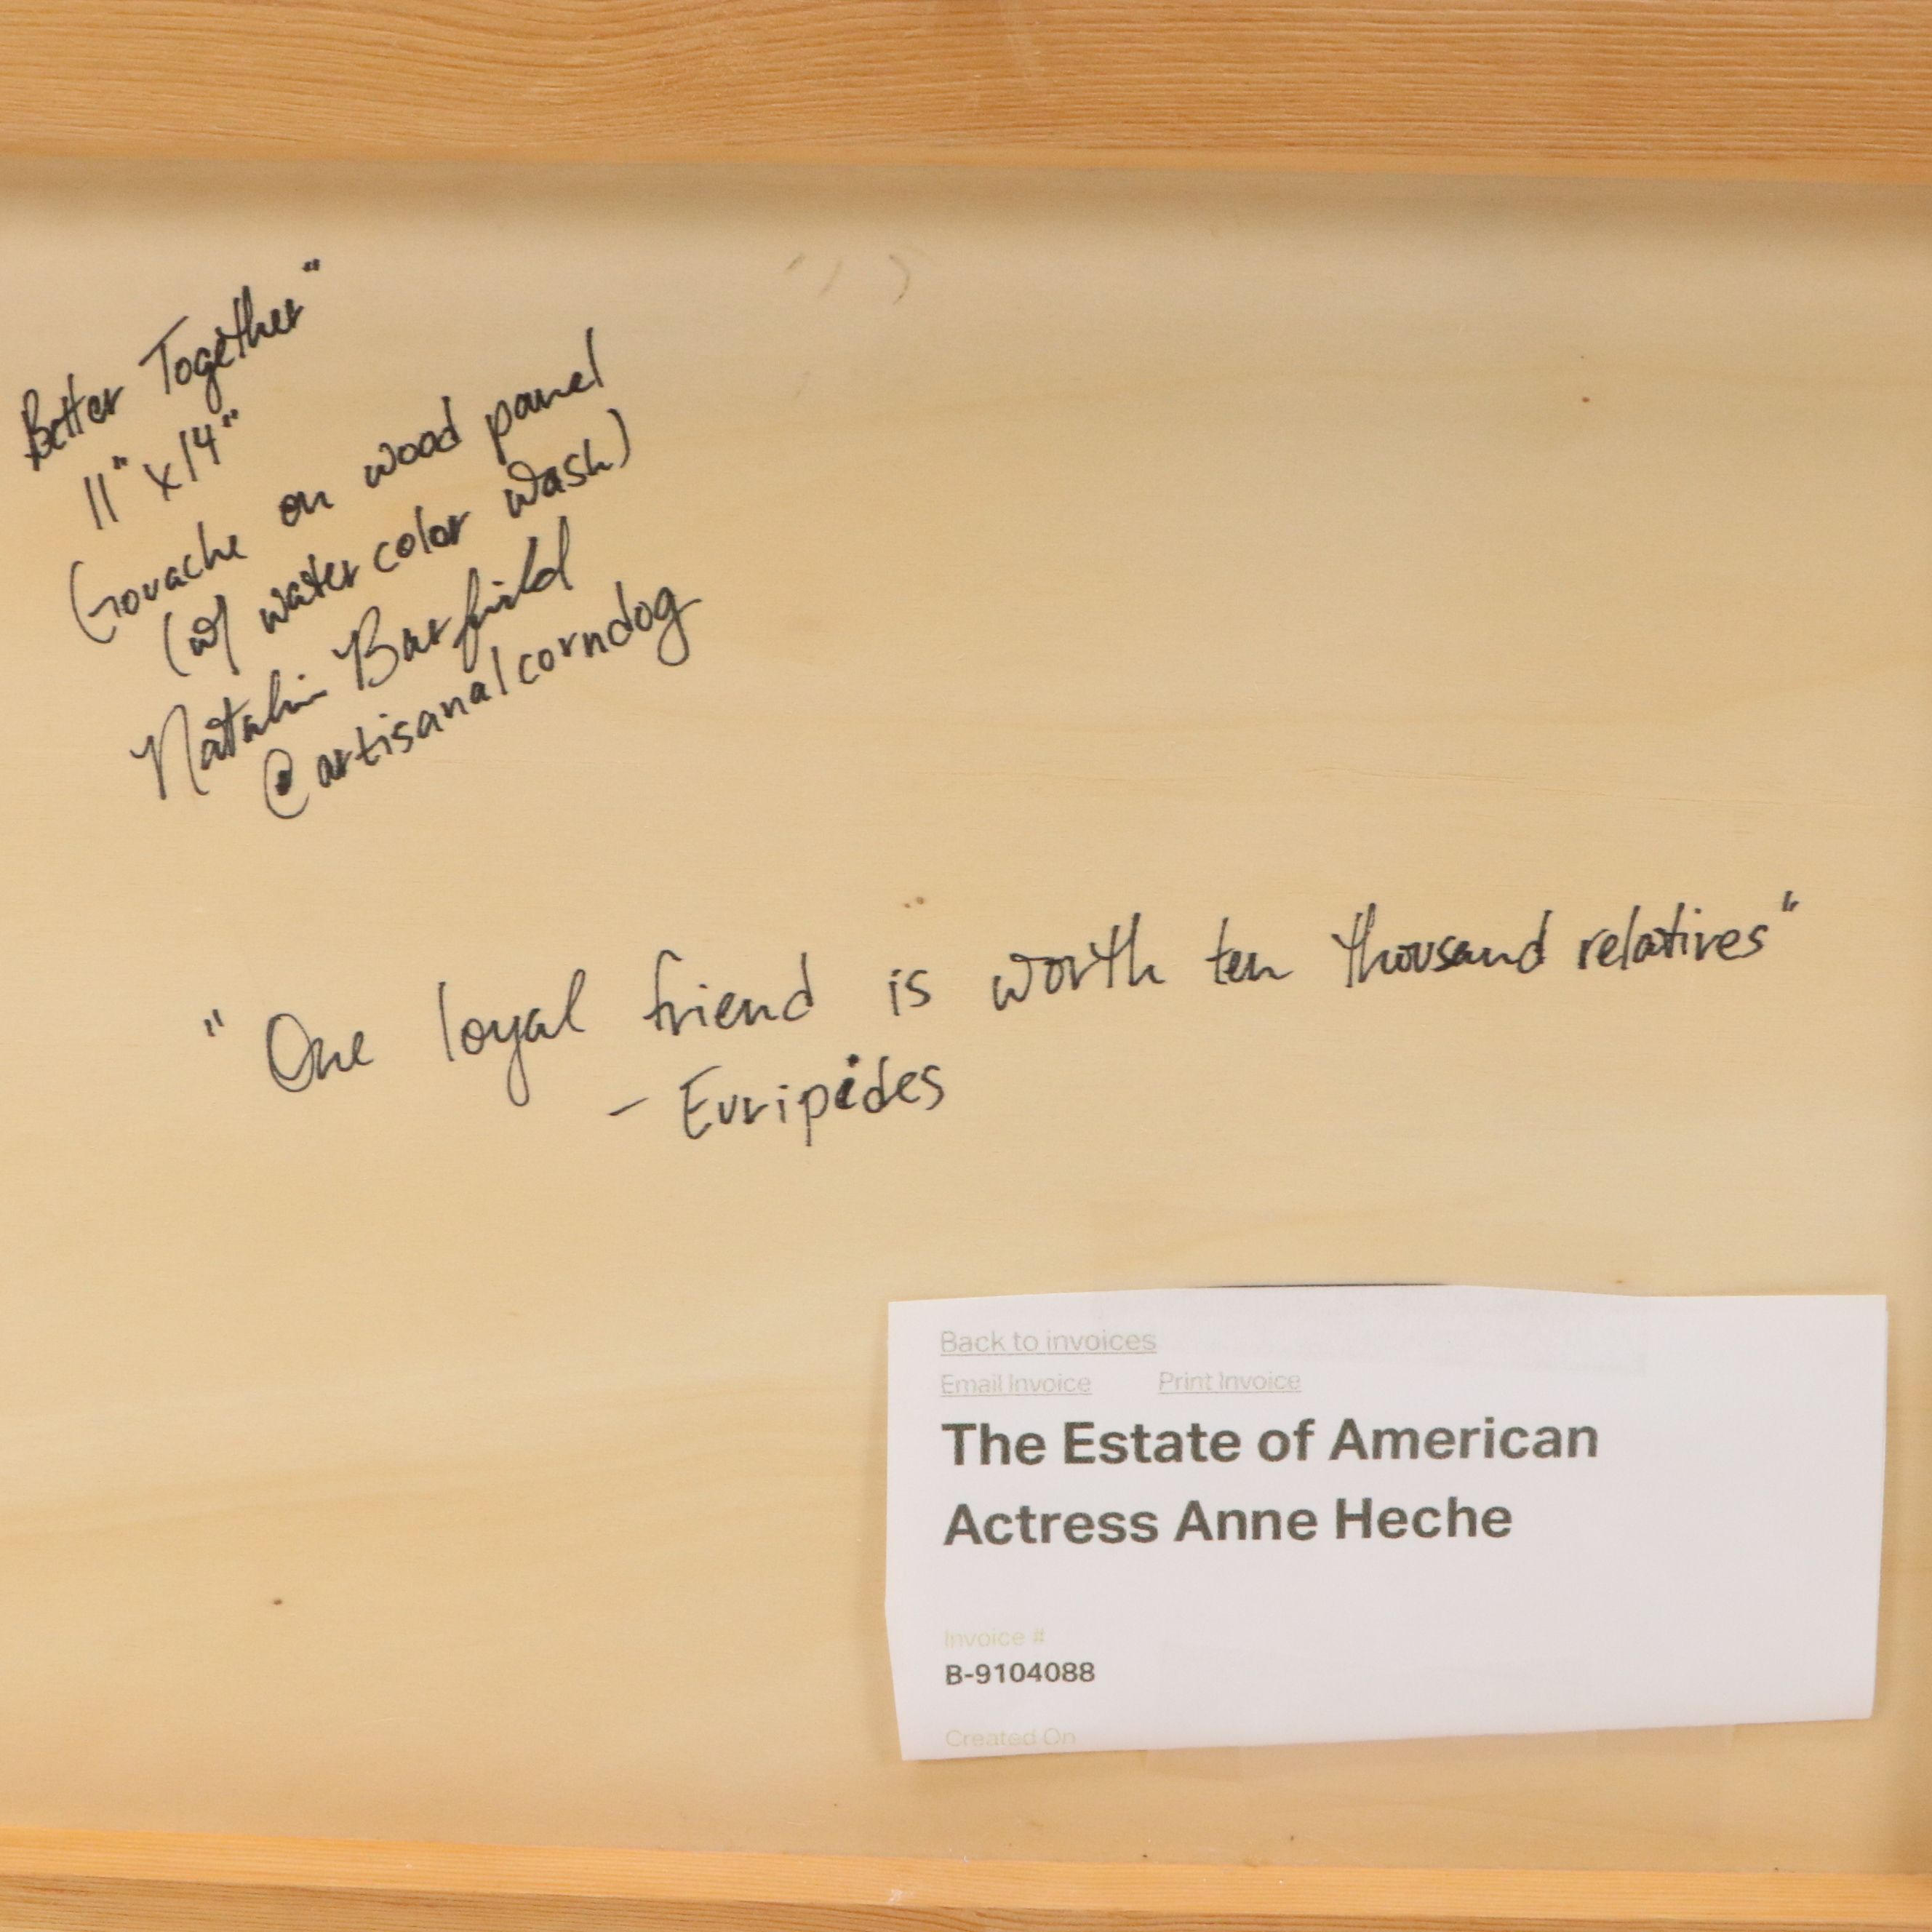 Better Together"
11" x 14"
Gouache on wood panel
(w/ watercolor wash)
Natalie Barfield
@artisanalcorndog
"One loyal friend is worth ten thousand relatives"
- Euripides
Back to invoices
Email Invoice Print Invoice
The Estate of American
Actress Anne Heche
Invoice #
B-9104088
Created On